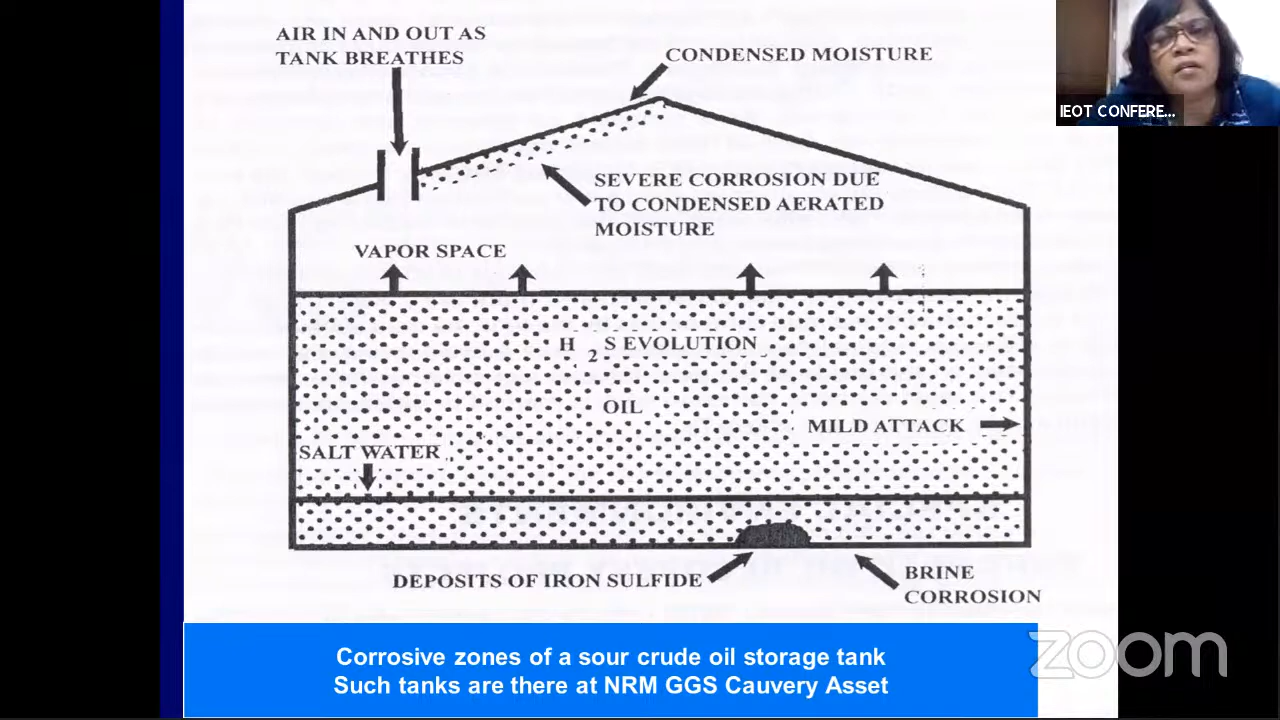 AIR IN AND OUT AS
TANK BREATHES
CONDENSED MOISTURE
IEOT CONFERE...
SEVERE CORROSION DUE
TO CONDENSED AERATED
MOISTURE
VAPOR SPACE
H2S EVOLUTION
OIL
MILD ATTACK
SALT WATER
DEPOSITS OF IRON SULFIDE
BRINE
CORROSION
Corrosive zones of a sour crude oil storage tank
Such tanks are there at NRM GGS Cauvery Asset
zoom